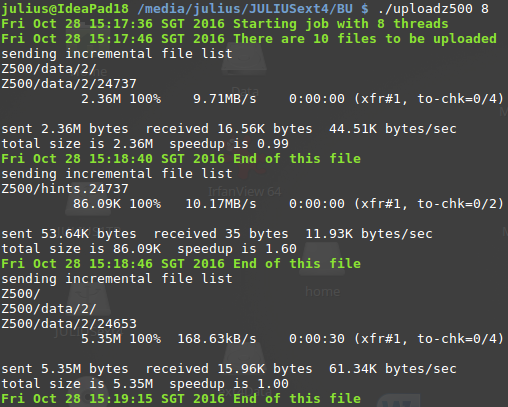 julius@IdeaPad18 /media/julius/JULIUSext4/BU $ ./uploadz500 8
Fri Oct 28 15:17:36 SGT 2016 Starting job with 8 threads
Fri Oct 28 15:17:46 SGT 2016 There are 10 files to be uploaded
sending incremental file list
Z500/data/2/
Z500/data/2/24737
2.36M 100% 9.71MB/s 0:00:00 (xfr#1, to-chk=0/4)
sent 2.36M bytes received 16.56K bytes 44.51K bytes/sec
total size is 2.36M speedup is 0.99
Fri Oct 28 15:18:40 SGT 2016 End of this file
sending incremental file list
Z500/hints.24737
IrfanView 64
86.09K 100% 10.17MB/s 0:00:00 (xfr#1, to-chk=0/2)
sent 53.64K bytes received 35 bytes 11.93K bytes/sec
total size is 86.09K speedup is 1.60
Fri Oct 28 15:18:46 SGT 2016 End of this file
sending incremental file list
Z500/
home
Z500/data/2/
Z500/data/2/24653
5.35M 100% 168.63kB/s 0:00:30 (xfr#1, to-chk=0/4)
sent 5.35M bytes received 15.96K bytes 61.34K bytes/sec
total size is 5.35M speedup is 1.00
Fri Oct 28 15:19:15 SGT 2016 End of this file